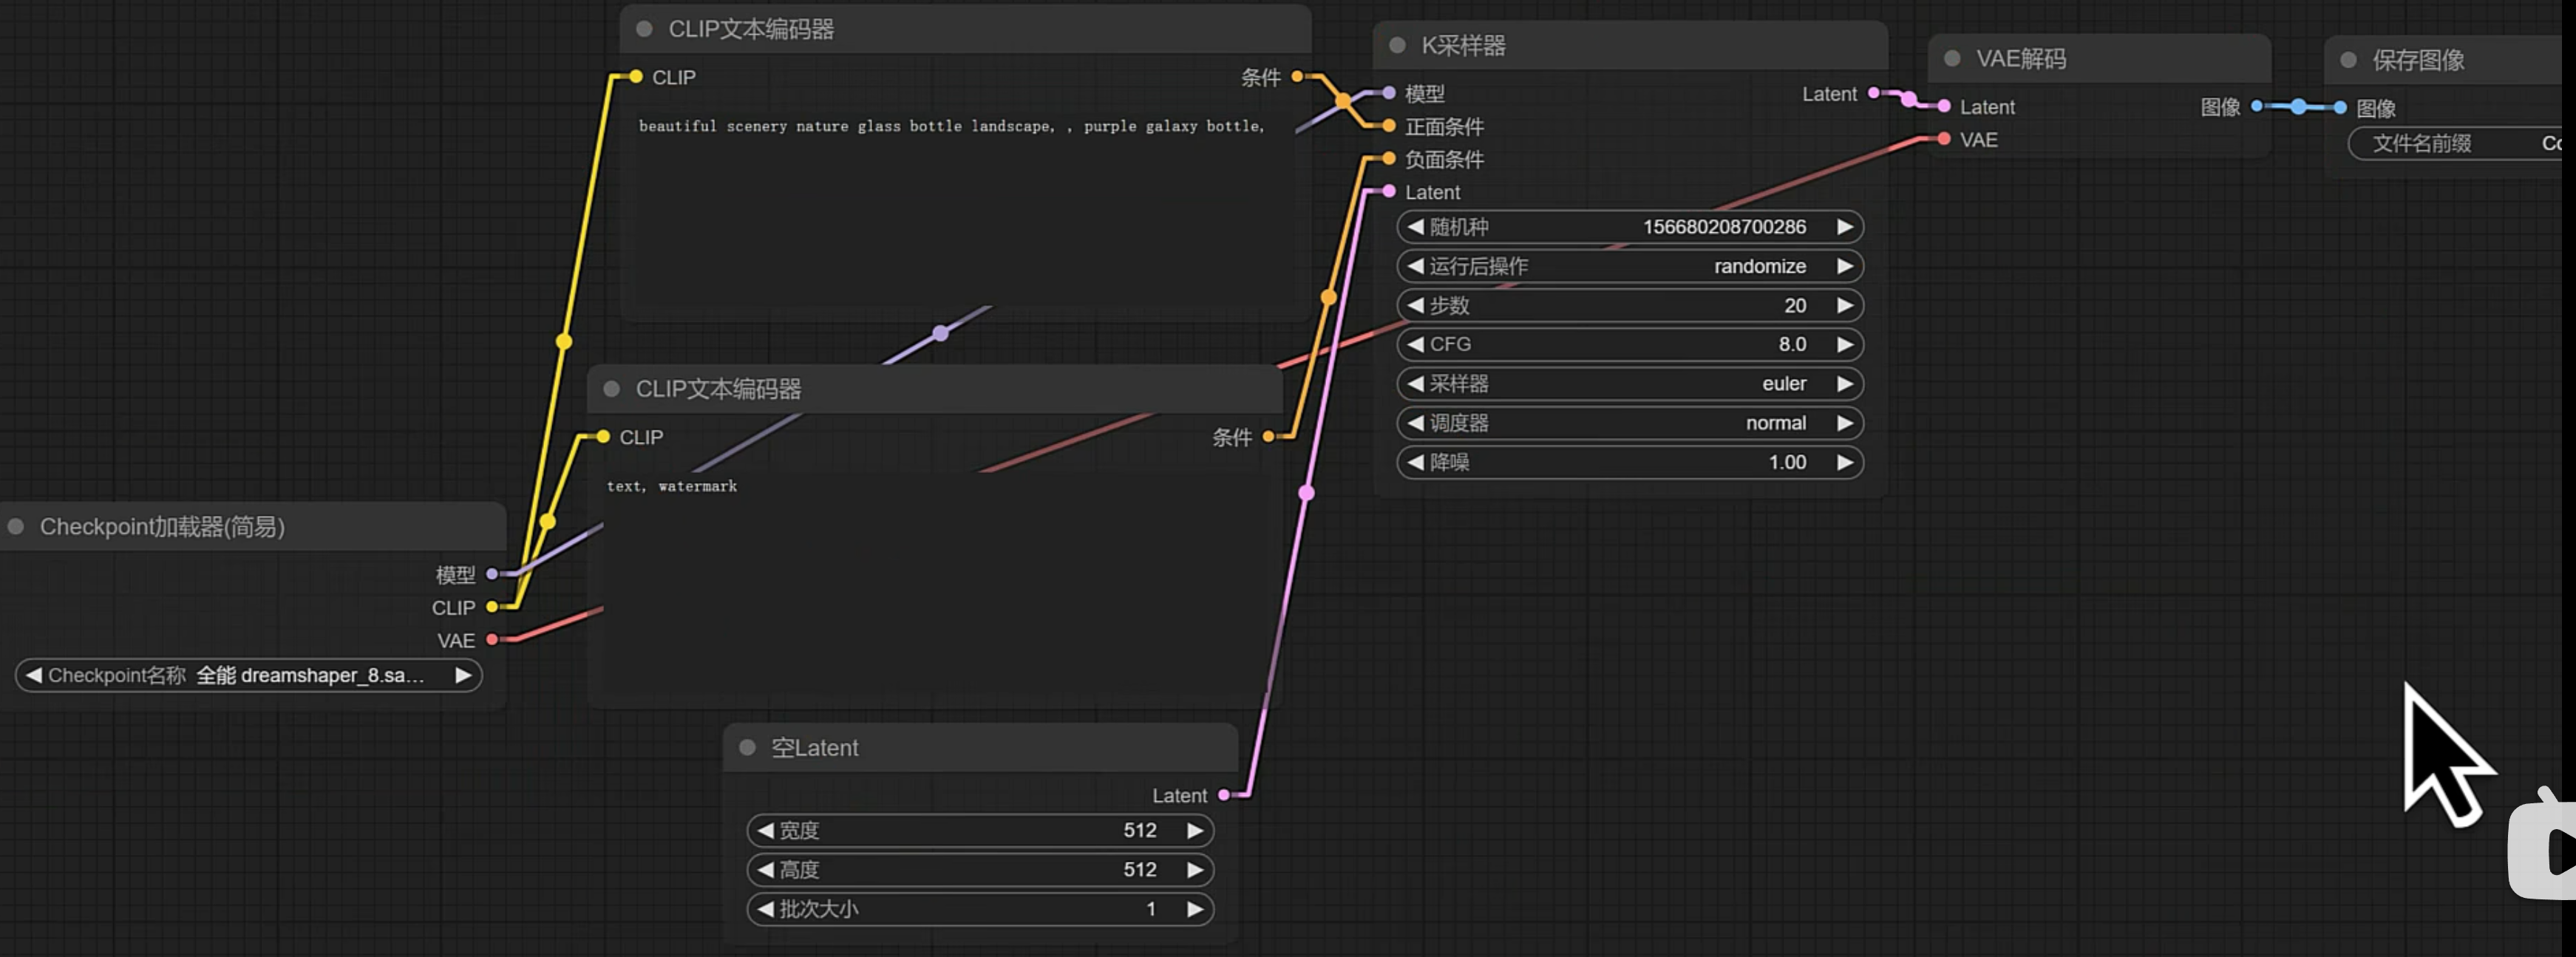 CLIP文本编码器
CLIP
条件
beautiful scenery nature glass bottle landscape, , purple galaxy bottle,
CLIP文本编码器
CLIP
条件
text, watermark
Checkpoint加载器(简易)
模型
CLIP
VAE
Checkpoint名称 全能 dreamshaper_8.sa...
空Latent
Latent
宽度 512
高度 512
批次大小 1
K采样器
模型
Latent
正面条件
负面条件
Latent
随机种 156680208700286
运行后操作 randomize
步数 20
CFG 8.0
采样器 euler
调度器 normal
降噪 1.00
VAE解码
Latent
图像
VAE
保存图像
图像
文件名前缀